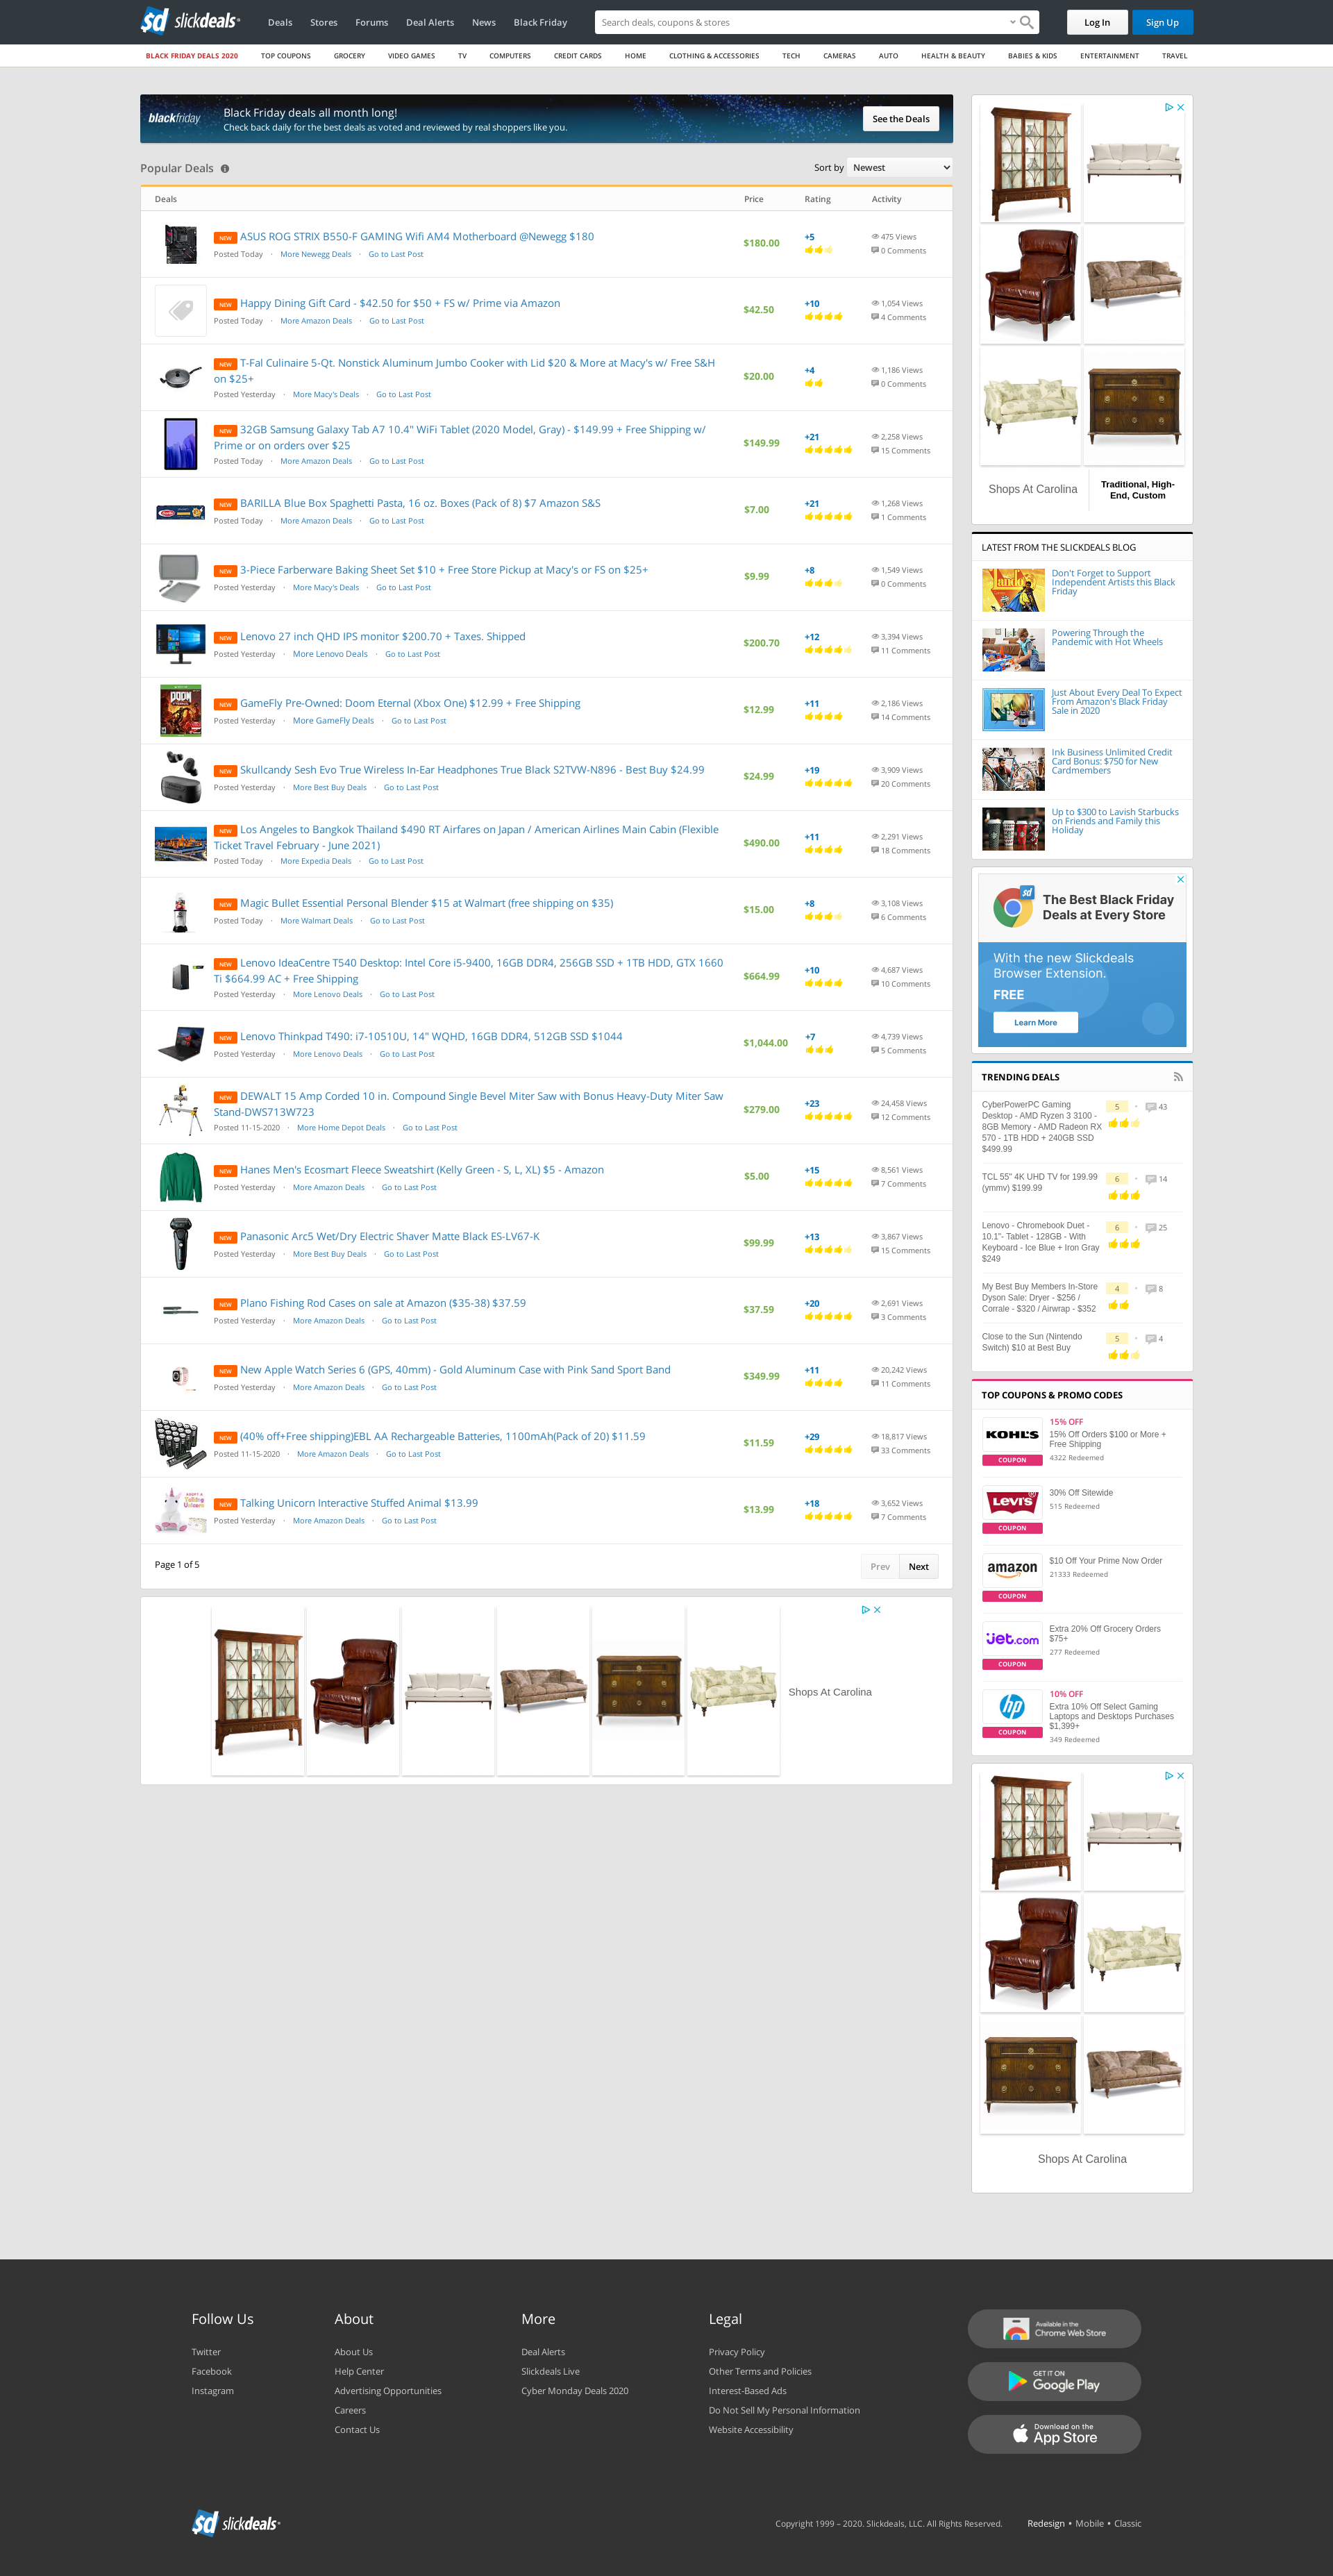 slickdeals
Deals Stores Forums Deal Alerts News Black Friday
Search deals, coupons & stores
Log In Sign Up
BLACK FRIDAY DEALS 2020 TOP COUPONS GROCERY VIDEO GAMES TV COMPUTERS CREDIT CARDS HOME CLOTHING & ACCESSORIES TECH CAMERAS AUTO HEALTH & BEAUTY BABIES & KIDS ENTERTAINMENT TRAVEL
blackfriday
Black Friday deals all month long!
Check back daily for the best deals as voted and reviewed by real shoppers like you.
See the Deals
Popular Deals
Sort by Newest
Deals Price Rating Activity
NEW ASUS ROG STRIX B550-F GAMING Wifi AM4 Motherboard @Newegg $180
Posted Today · More Newegg Deals · Go to Last Post
$180.00
+5
475 Views
0 Comments
NEW Happy Dining Gift Card - $42.50 for $50 + FS w/ Prime via Amazon
Posted Today · More Amazon Deals · Go to Last Post
$42.50
+10
1,054 Views
4 Comments
NEW T-Fal Culinaire 5-Qt. Nonstick Aluminum Jumbo Cooker with Lid $20 & More at Macy's w/ Free S&H
on $25+
Posted Yesterday · More Macy's Deals · Go to Last Post
$20.00
+4
1,186 Views
0 Comments
NEW 32GB Samsung Galaxy Tab A7 10.4" WiFi Tablet (2020 Model, Gray) - $149.99 + Free Shipping w/
Prime or on orders over $25
Posted Today · More Amazon Deals · Go to Last Post
$149.99
+21
2,258 Views
15 Comments
NEW BARILLA Blue Box Spaghetti Pasta, 16 oz. Boxes (Pack of 8) $7 Amazon S&S
Posted Today · More Amazon Deals · Go to Last Post
$7.00
+21
1,268 Views
1 Comments
NEW 3-Piece Farberware Baking Sheet Set $10 + Free Store Pickup at Macy's or FS on $25+
Posted Yesterday · More Macy's Deals · Go to Last Post
$9.99
+8
1,549 Views
0 Comments
NEW Lenovo 27 inch QHD IPS monitor $200.70 + Taxes. Shipped
Posted Yesterday · More Lenovo Deals · Go to Last Post
$200.70
+12
3,394 Views
11 Comments
DOOM
NEW GameFly Pre-Owned: Doom Eternal (Xbox One) $12.99 + Free Shipping
Posted Yesterday · More GameFly Deals · Go to Last Post
$12.99
+11
2,186 Views
14 Comments
NEW Skullcandy Sesh Evo True Wireless In-Ear Headphones True Black S2TVW-N896 - Best Buy $24.99
Posted Yesterday · More Best Buy Deals · Go to Last Post
$24.99
+19
3,909 Views
20 Comments
NEW Los Angeles to Bangkok Thailand $490 RT Airfares on Japan / American Airlines Main Cabin (Flexible
Ticket Travel February - June 2021)
Posted Today · More Expedia Deals · Go to Last Post
$490.00
+11
2,291 Views
18 Comments
NEW Magic Bullet Essential Personal Blender $15 at Walmart (free shipping on $35)
Posted Today · More Walmart Deals · Go to Last Post
$15.00
+8
3,108 Views
6 Comments
NEW Lenovo IdeaCentre T540 Desktop: Intel Core i5-9400, 16GB DDR4, 256GB SSD + 1TB HDD, GTX 1660
Ti $664.99 AC + Free Shipping
Posted Yesterday · More Lenovo Deals · Go to Last Post
$664.99
+10
4,687 Views
10 Comments
NEW Lenovo Thinkpad T490: i7-10510U, 14" WQHD, 16GB DDR4, 512GB SSD $1044
Posted Yesterday · More Lenovo Deals · Go to Last Post
$1,044.00
+7
4,739 Views
5 Comments
NEW DEWALT 15 Amp Corded 10 in. Compound Single Bevel Miter Saw with Bonus Heavy-Duty Miter Saw
Stand-DWS713W723
Posted 11-15-2020 · More Home Depot Deals · Go to Last Post
$279.00
+23
24,458 Views
12 Comments
NEW Hanes Men's Ecosmart Fleece Sweatshirt (Kelly Green - S, L, XL) $5 - Amazon
Posted Yesterday · More Amazon Deals · Go to Last Post
$5.00
+15
8,561 Views
7 Comments
NEW Panasonic Arc5 Wet/Dry Electric Shaver Matte Black ES-LV67-K
Posted Yesterday · More Best Buy Deals · Go to Last Post
$99.99
+13
3,867 Views
15 Comments
NEW Plano Fishing Rod Cases on sale at Amazon ($35-38) $37.59
Posted Yesterday · More Amazon Deals · Go to Last Post
$37.59
+20
2,691 Views
3 Comments
NEW New Apple Watch Series 6 (GPS, 40mm) - Gold Aluminum Case with Pink Sand Sport Band
Posted Yesterday · More Amazon Deals · Go to Last Post
$349.99
+11
20,242 Views
11 Comments
NEW (40% off+Free shipping)EBL AA Rechargeable Batteries, 1100mAh(Pack of 20) $11.59
Posted 11-15-2020 · More Amazon Deals · Go to Last Post
$11.59
+29
18,817 Views
33 Comments
NEW Talking Unicorn Interactive Stuffed Animal $13.99
Posted Yesterday · More Amazon Deals · Go to Last Post
$13.99
+18
3,652 Views
7 Comments
Page 1 of 5
Prev Next
Shops At Carolina
Shops At Carolina
Traditional, High-
End, Custom
LATEST FROM THE SLICKDEALS BLOG
Don't Forget to Support
Independent Artists this Black
Friday
Powering Through the
Pandemic with Hot Wheels
Just About Every Deal To Expect
From Amazon's Black Friday
Sale in 2020
Ink Business Unlimited Credit
Card Bonus: $750 for New
Cardmembers
Up to $300 to Lavish Starbucks
on Friends and Family this
Holiday
sd
The Best Black Friday
Deals at Every Store
With the new Slickdeals
Browser Extension.
FREE
Learn More
TRENDING DEALS
CyberPowerPC Gaming
Desktop - AMD Ryzen 3 3100 -
8GB Memory - AMD Radeon RX
570 - 1TB HDD + 240GB SSD
$499.99
5 · 43
TCL 55" 4K UHD TV for 199.99
(ymmv) $199.99
6 · 14
Lenovo - Chromebook Duet -
10.1"- Tablet - 128GB - With
Keyboard - Ice Blue + Iron Gray
$249
6 · 25
My Best Buy Members In-Store
Dyson Sale: Dryer - $256 /
Corrale - $320 / Airwrap - $352
4 · 8
Close to the Sun (Nintendo
Switch) $10 at Best Buy
5 · 4
TOP COUPONS & PROMO CODES
KOHL'S
COUPON
15% OFF
15% Off Orders $100 or More +
Free Shipping
4322 Redeemed
LEVI'S
COUPON
30% Off Sitewide
515 Redeemed
amazon
COUPON
$10 Off Your Prime Now Order
21333 Redeemed
jet.com
COUPON
Extra 20% Off Grocery Orders
$75+
277 Redeemed
hp
COUPON
10% OFF
Extra 10% Off Select Gaming
Laptops and Desktops Purchases
$1,399+
349 Redeemed
Shops At Carolina
Follow Us
Twitter
Facebook
Instagram
About
About Us
Help Center
Advertising Opportunities
Careers
Contact Us
More
Deal Alerts
Slickdeals Live
Cyber Monday Deals 2020
Legal
Privacy Policy
Other Terms and Policies
Interest-Based Ads
Do Not Sell My Personal Information
Website Accessibility
Available in the
Chrome Web Store
GET IT ON
Google Play
Download on the
App Store
slickdeals
Copyright 1999 – 2020. Slickdeals, LLC. All Rights Reserved.
Redesign • Mobile • Classic